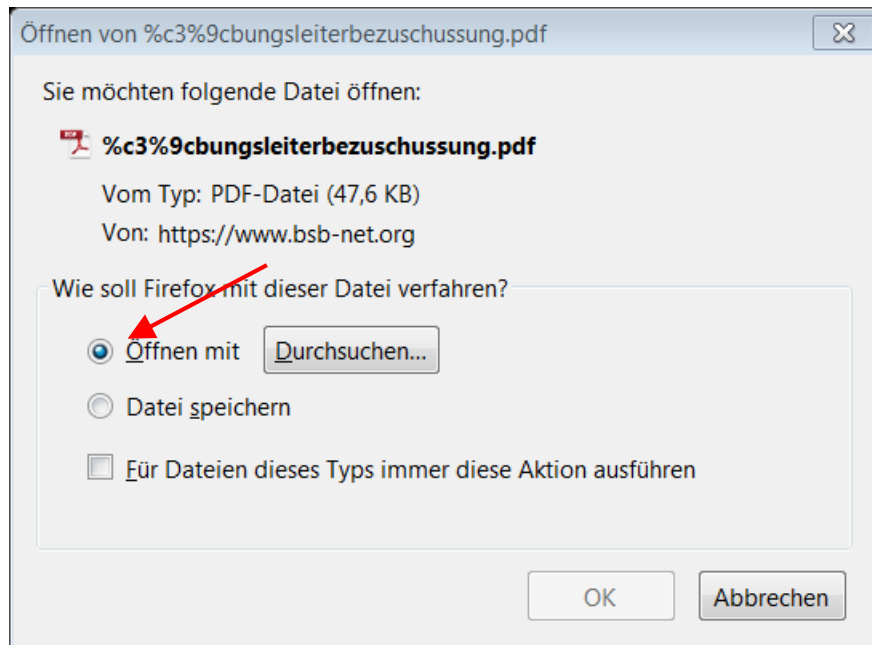 Öffnen von %c3%9cbungsleiterbezuschussung.pdf
Sie möchten folgende Datei öffnen:
%c3%9cbungsleiterbezuschussung.pdf
Vom Typ: PDF-Datei (47,6 KB)
Von: https://www.bsb-net.org
Wie soll Firefox mit dieser Datei verfahren?
Öffnen mit Durchsuchen...
Datei speichern
Für Dateien dieses Typs immer diese Aktion ausführen
OK Abbrechen